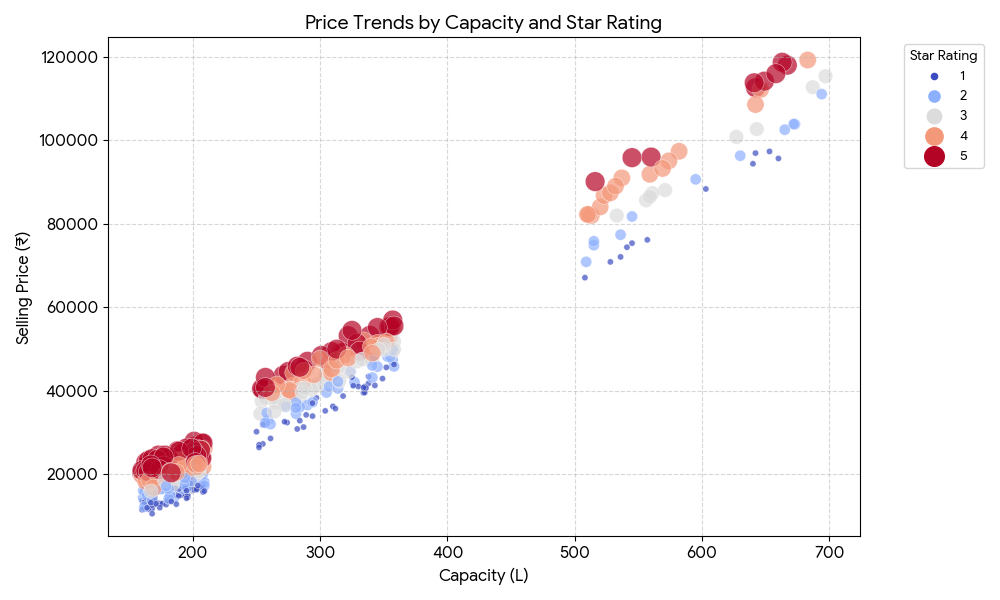 Price Trends by Capacity and Star Rating
120000
100000
80000
60000
40000
20000
Selling Price (₹)
200 300 400 500 600 700
Capacity (L)
Star Rating
1
2
3
4
5